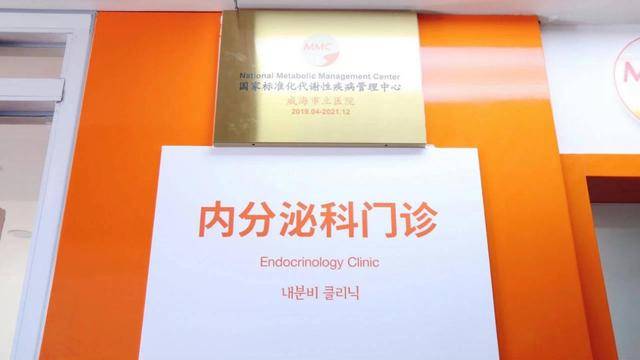 MMC
National Metabolic Management Center
国家标准化代谢性疾病管理中心
威海市立医院
2019.04-2021.12
内分泌科门诊
Endocrinology Clinic
내분비 클리닉